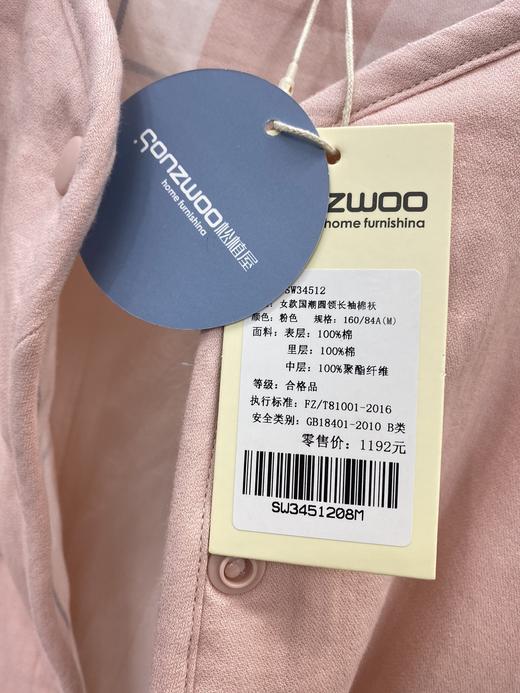 SONZWOO松植屋
home furnishina
nzwoo
home furnishina
SW34512
女款国潮圆领长袖棉袄
颜色：粉色 规格：160/84A(M)
面料：表层：100%棉
里层：100%棉
中层：100%聚酯纤维
等级：合格品
执行标准：FZ/T81001-2016
安全类别：GB18401-2010 B类
零售价：1192元
SW3451208M